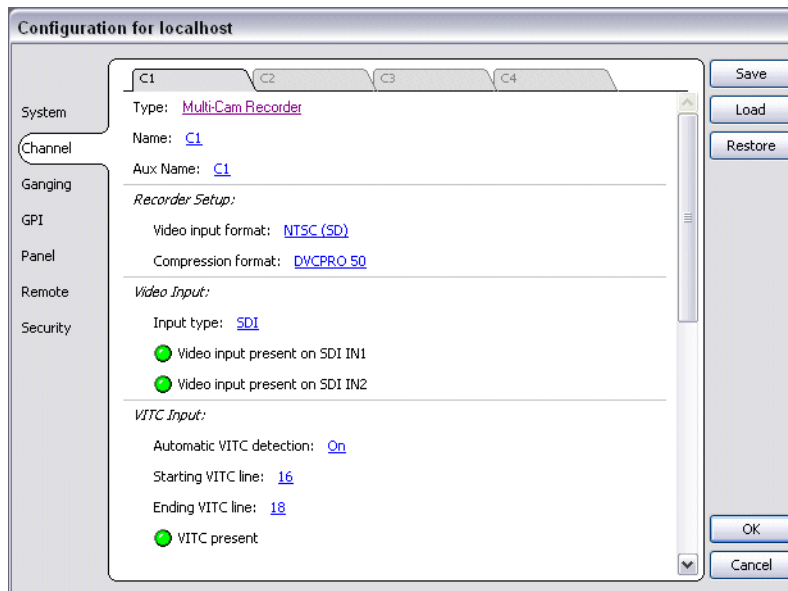 Configuration for localhost
C1
C2
C3
C4
System
Channel
Ganging
GPI
Panel
Remote
Security
Type: Multi-Cam Recorder
Name: C1
Aux Name: C1
Recorder Setup:
Video input format: NTSC (SD)
Compression format: DVCPRO 50
Video Input:
Input type: SDI
Video input present on SDI IN1
Video input present on SDI IN2
VITC Input:
Automatic VITC detection: On
Starting VITC line: 16
Ending VITC line: 18
VITC present
Save
Load
Restore
OK
Cancel